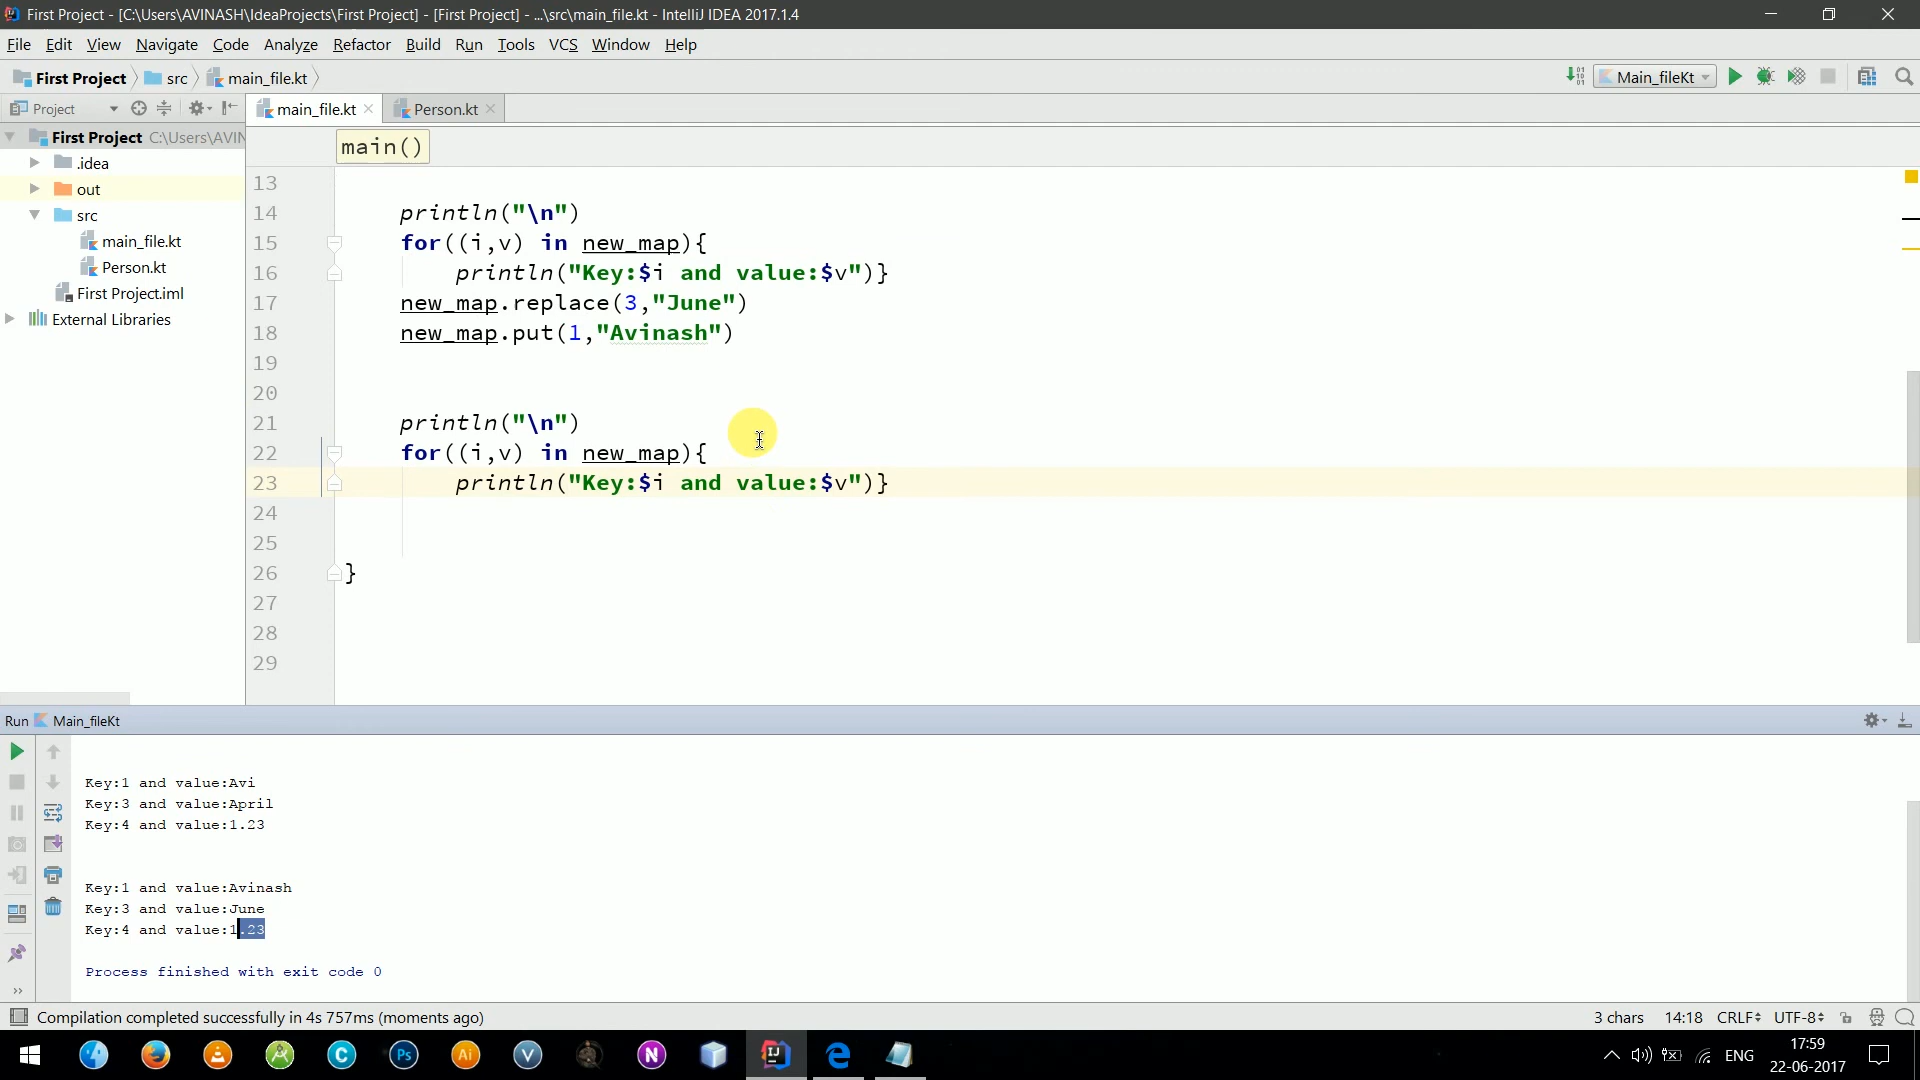 First Project - [C:\Users\AVINASH\IdeaProjects\First Project] - [First Project] - ...\src\main_file.kt - IntelliJ IDEA 2017.1.4
File Edit View Navigate Code Analyze Refactor Build Run Tools VCS Window Help
First Project src main_file.kt Main_fileKt
Project main_file.kt Person.kt
First Project C:\Users\AVIN
.idea
out
src
main_file.kt
Person.kt
First Project.iml
External Libraries
main()
13
14 println("\n")
15 for((i,v) in new_map){
16 println("Key:$i and value:$v")}
17 new_map.replace(3,"June")
18 new_map.put(1,"Avinash")
19
20
21 println("\n")
22 for((i,v) in new_map){
23 println("Key:$i and value:$v")}
24
25
26 }
27
28
29
Run Main_fileKt
Key:1 and value:Avi
Key:3 and value:April
Key:4 and value:1.23
Key:1 and value:Avinash
Key:3 and value:June
Key:4 and value:1.23
Process finished with exit code 0
Compilation completed successfully in 4s 757ms (moments ago) 3 chars 14:18 CRLF UTF-8
ENG 17:59
22-06-2017